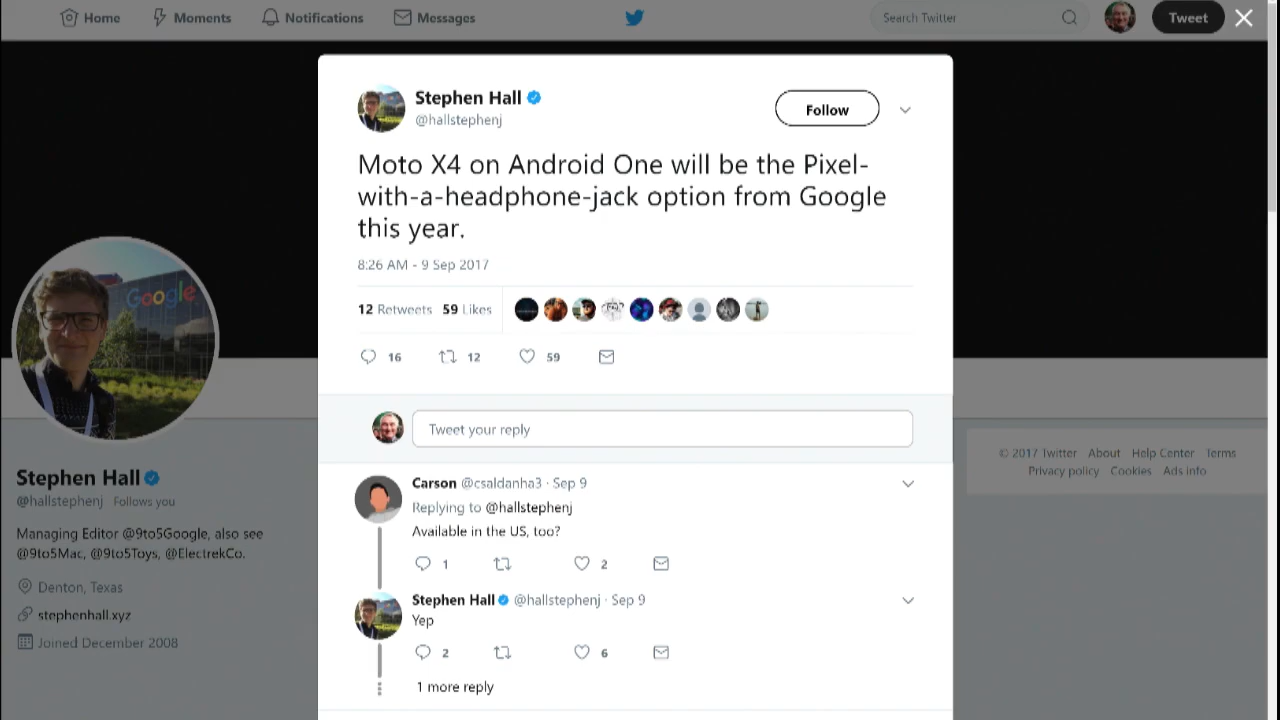 Home Moments Notifications Messages Search Twitter Tweet
Stephen Hall
@hallstephenj
Follow
Moto X4 on Android One will be the Pixel-
with-a-headphone-jack option from Google
this year.
8:26 AM - 9 Sep 2017
12 Retweets 59 Likes
16 12 59
Tweet your reply
Carson @csaldanha3 · Sep 9
Replying to @hallstephenj
Available in the US, too?
1 2
Stephen Hall @hallstephenj · Sep 9
Yep
2 6
1 more reply
Google
Stephen Hall
@hallstephenj Follows you
Managing Editor @9to5Google, also see
@9to5Mac, @9to5Toys, @ElectrekCo.
Denton, Texas
stephenhall.xyz
Joined December 2008
© 2017 Twitter About Help Center Terms
Privacy policy Cookies Ads info